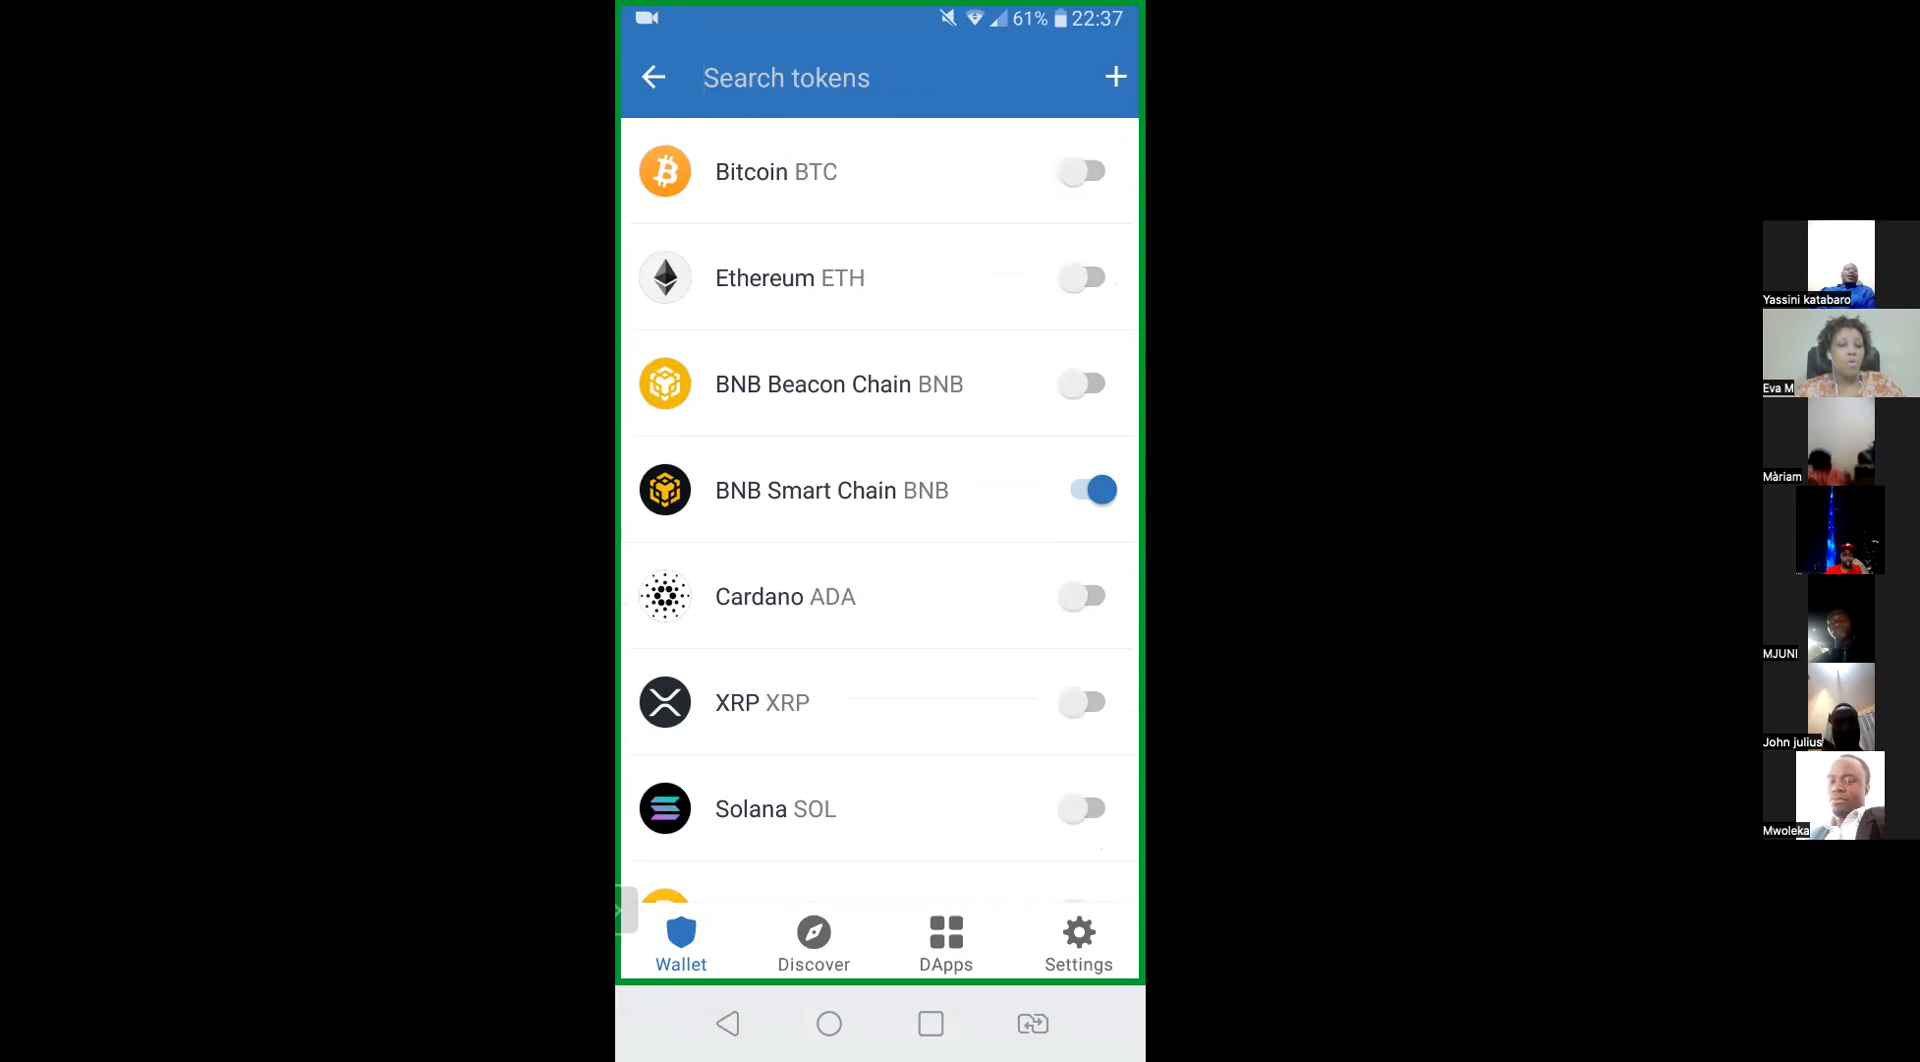 61% 22:37
Search tokens
Bitcoin BTC
Ethereum ETH
BNB Beacon Chain BNB
BNB Smart Chain BNB
Cardano ADA
XRP XRP
Solana SOL
Wallet
Discover
DApps
Settings
Yassini katabaro
Eva M
Màriam
MJUNI
John julius
Mwoleka